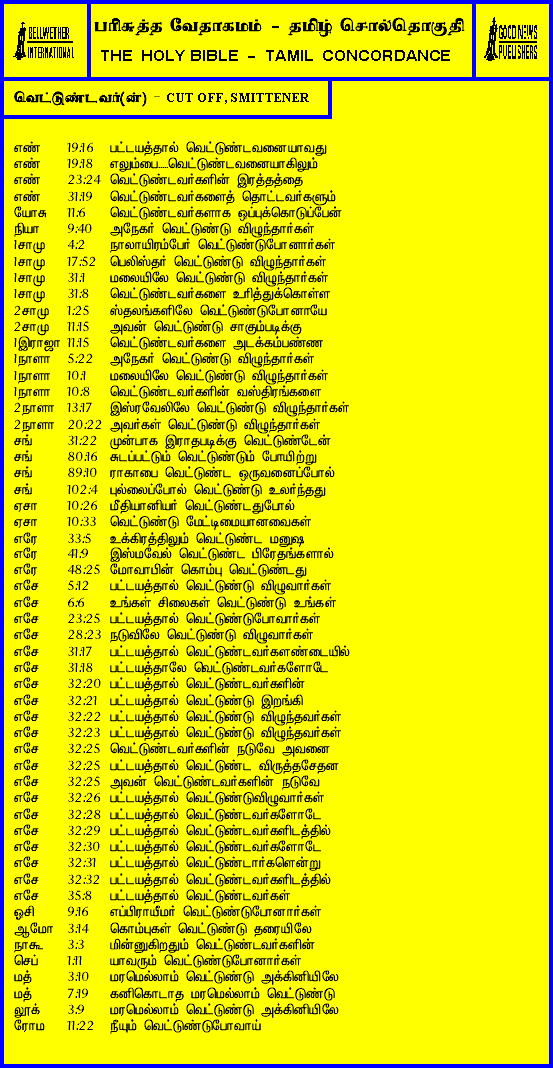 BELLWETHER
INTERNATIONAL
பரிசுத்த வேதாகமம் - தமிழ் சொல்தொகுதி
THE HOLY BIBLE - TAMIL CONCORDANCE
GOOD NEWS
PUBLISHERS
வெட்டுண்டவர்(ன்) - CUT OFF, SMITTENER
எண் 19:16 பட்டயத்தால் வெட்டுண்டவனையாவது
எண் 19:18 எலும்பை.....வெட்டுண்டவனையாகிலும்
எண் 23:24 வெட்டுண்டவர்களின் இரத்தத்தை
எண் 31:19 வெட்டுண்டவர்களைத் தொட்டவர்களும்
யோசு 11:6 வெட்டுண்டவர்களாக ஒப்புக்கொடுப்பேன்
நியா 9:40 அநேகர் வெட்டுண்டு விழுந்தார்கள்
1சாமு 4:2 நாலாயிரம்பேர் வெட்டுண்டுபோனார்கள்
1சாமு 17:52 பெலிஸ்தர் வெட்டுண்டு விழுந்தார்கள்
1சாமு 31:1 மலையிலே வெட்டுண்டு விழுந்தார்கள்
1சாமு 31:8 வெட்டுண்டவர்களை உரித்துக்கொள்ள
2சாமு 1:25 ஸ்தலங்களிலே வெட்டுண்டுபோனாயே
2சாமு 11:15 அவன் வெட்டுண்டு சாகும்படிக்கு
1இராஜா 11:15 வெட்டுண்டவர்களை அடக்கம்பண்ண
1நாளா 5:22 அநேகர் வெட்டுண்டு விழுந்தார்கள்
1நாளா 10:1 மலையிலே வெட்டுண்டு விழுந்தார்கள்
1நாளா 10:8 வெட்டுண்டவர்களின் வஸ்திரங்களை
2நாளா 13:17 இஸ்ரவேலிலே வெட்டுண்டு விழுந்தார்கள்
2நாளா 20:22 அவர்கள் வெட்டுண்டு விழுந்தார்கள்
சங் 31:22 முன்பாக இராதபடிக்கு வெட்டுண்டேன்
சங் 80:16 சுடப்பட்டும் வெட்டுண்டும் போயிற்று
சங் 89:10 ராகாபை வெட்டுண்ட ஒருவனைப்போல்
சங் 102:4 புல்லைப்போல் வெட்டுண்டு உலர்ந்தது
ஏசா 10:26 மீதியானியர் வெட்டுண்டதுபோல்
ஏசா 10:33 வெட்டுண்டு மேட்டிமையானவைகள்
எரே 33:5 உக்கிரத்திலும் வெட்டுண்ட மனுஷ
எரே 41:9 இஸ்மவேல் வெட்டுண்ட பிரேதங்களால்
எரே 48:25 மோவாபின் கொம்பு வெட்டுண்டது
எசே 5:12 பட்டயத்தால் வெட்டுண்டு விழுவார்கள்
எசே 6:6 உங்கள் சிலைகள் வெட்டுண்டு உங்கள்
எசே 23:25 பட்டயத்தால் வெட்டுண்டுபோவார்கள்
எசே 28:23 நடுவிலே வெட்டுண்டு விழுவார்கள்
எசே 31:17 பட்டயத்தால் வெட்டுண்டவர்களண்டையில்
எசே 31:18 பட்டயத்தாலே வெட்டுண்டவர்களோடே
எசே 32:20 பட்டயத்தால் வெட்டுண்டவர்களின்
எசே 32:21 பட்டயத்தால் வெட்டுண்டு இறங்கி
எசே 32:22 பட்டயத்தால் வெட்டுண்டு விழுந்தவர்கள்
எசே 32:23 பட்டயத்தால் வெட்டுண்டு விழுந்தவர்கள்
எசே 32:25 வெட்டுண்டவர்களின் நடுவே அவனை
எசே 32:25 பட்டயத்தால் வெட்டுண்ட விருத்தசேதன
எசே 32:25 அவன் வெட்டுண்டவர்களின் நடுவே
எசே 32:26 பட்டயத்தால் வெட்டுண்டுவிழுவார்கள்
எசே 32:28 பட்டயத்தால் வெட்டுண்டவர்களோடே
எசே 32:29 பட்டயத்தால் வெட்டுண்டவர்களிடத்தில்
எசே 32:30 பட்டயத்தால் வெட்டுண்டவர்களோடே
எசே 32:31 பட்டயத்தால் வெட்டுண்டார்களென்று
எசே 32:32 பட்டயத்தால் வெட்டுண்டவர்களிடத்தில்
எசே 35:8 பட்டயத்தால் வெட்டுண்டவர்கள்
ஓசி 9:16 எப்பிராயீமர் வெட்டுண்டுபோனார்கள்
ஆமோ 3:14 கொம்புகள் வெட்டுண்டு தரையிலே
நாகூ 3:3 மின்னுகிறதும் வெட்டுண்டவர்களின்
செப் 1:11 யாவரும் வெட்டுண்டுபோனார்கள்
மத் 3:10 மரமெல்லாம் வெட்டுண்டு அக்கினியிலே
மத் 7:19 கனிகொடாத மரமெல்லாம் வெட்டுண்டு
லூக் 3:9 மரமெல்லாம் வெட்டுண்டு அக்கினியிலே
ரோம 11:22 நீயும் வெட்டுண்டுபோவாய்